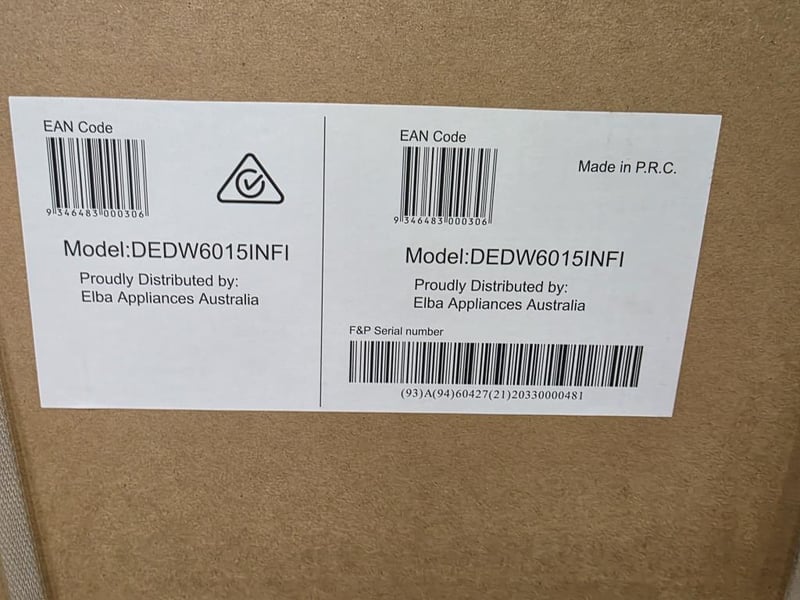 EAN Code
9 346483 000306
Model:DEDW6015INFI
Proudly Distributed by:
Elba Appliances Australia
EAN Code
Made in P.R.C.
9 346483 000306
Model:DEDW6015INFI
Proudly Distributed by:
Elba Appliances Australia
F&P Serial number
(93)A(94)60427(21)20330000481